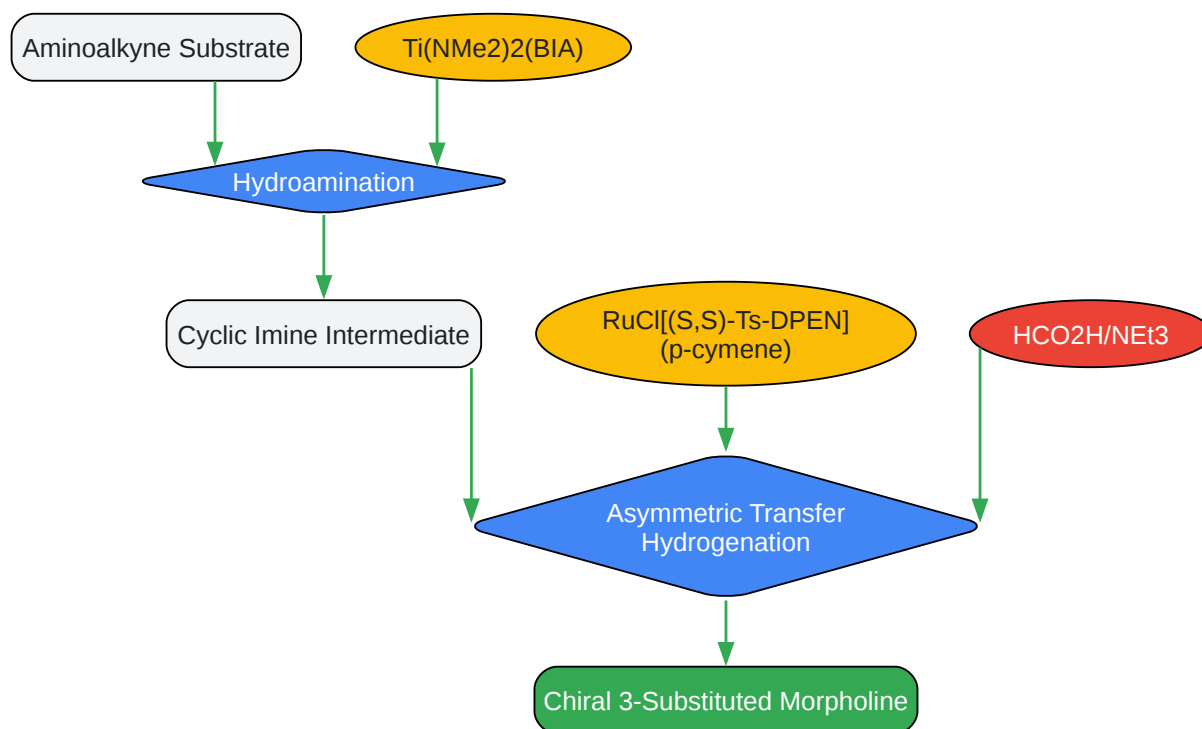 Aminoalkyne Substrate
Ti(NMe2)2(BIA)
Hydroamination
Cyclic Imine Intermediate
RuCl[(S,S)-Ts-DPEN]
(p-cymene)
HCO2H/NEt3
Asymmetric Transfer
Hydrogenation
Chiral 3-Substituted Morpholine